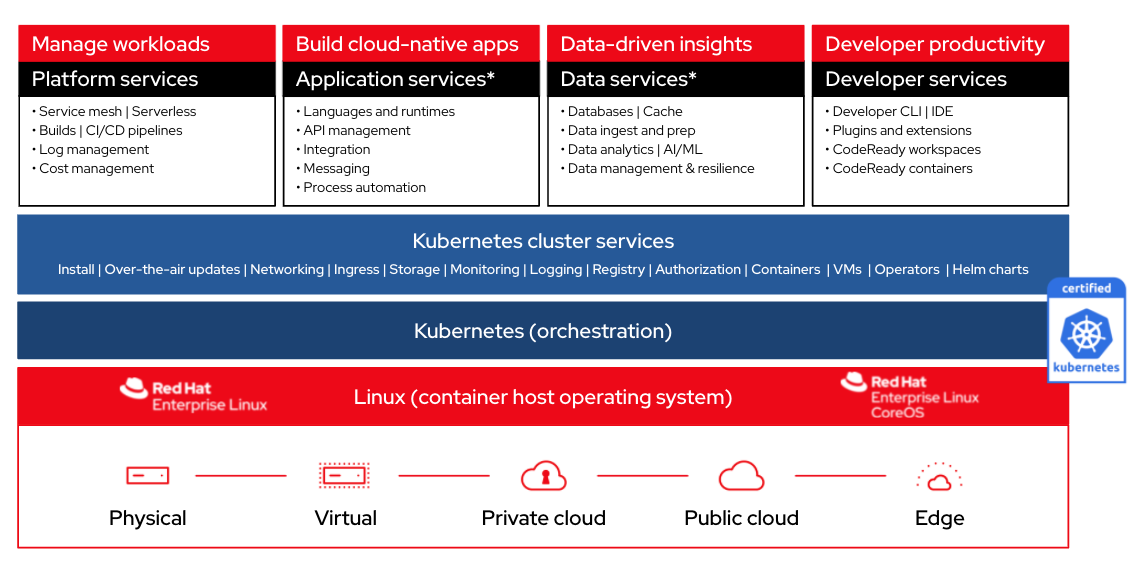 Manage workloads
Platform services
• Service mesh | Serverless
• Builds | CI/CD pipelines
• Log management
• Cost management
Build cloud-native apps
Application services*
• Languages and runtimes
• API management
• Integration
• Messaging
• Process automation
Data-driven insights
Data services*
• Databases | Cache
• Data ingest and prep
• Data analytics | AI/ML
• Data management & resilience
Developer productivity
Developer services
• Developer CLI | IDE
• Plugins and extensions
• CodeReady workspaces
• CodeReady containers
Kubernetes cluster services
Install | Over-the-air updates | Networking | Ingress | Storage | Monitoring | Logging | Registry | Authorization | Containers | VMs | Operators | Helm charts
certified
kubernetes
Kubernetes (orchestration)
Red Hat
Enterprise Linux
Linux (container host operating system)
Red Hat
Enterprise Linux
CoreOS
Physical
Virtual
Private cloud
Public cloud
Edge